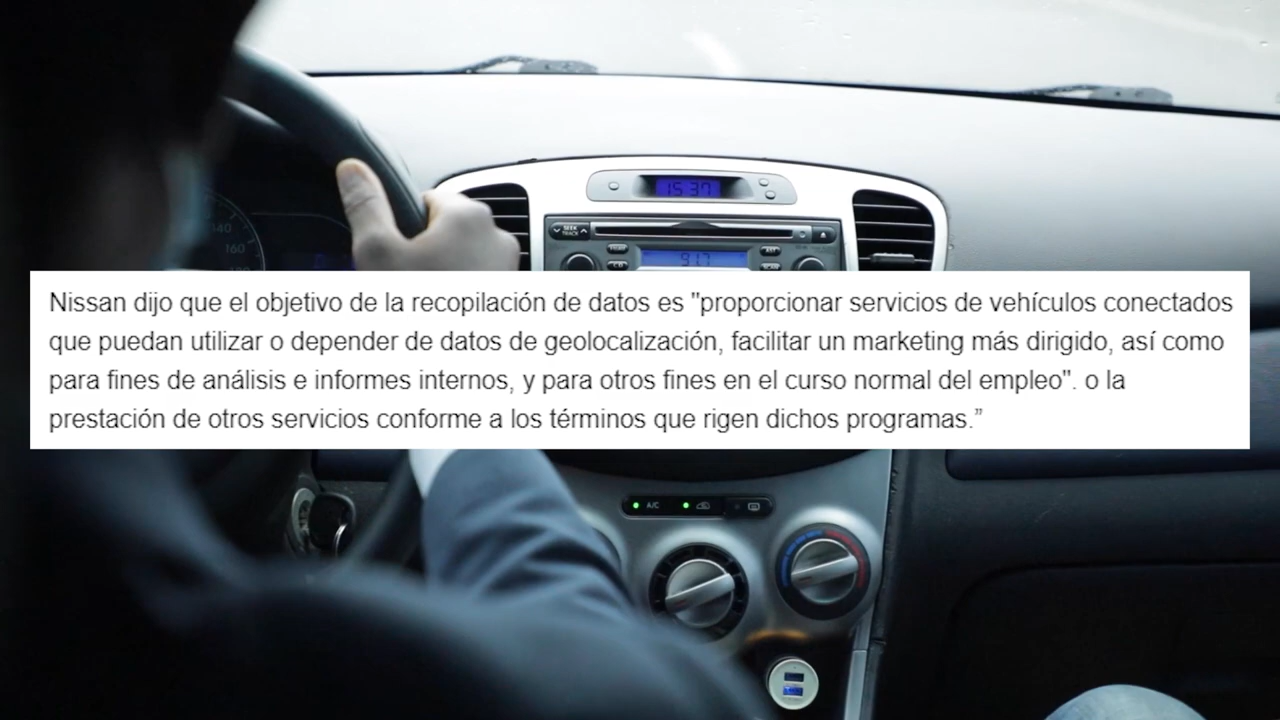 15:37
SEEK
TRACK
91.7
140
160
Nissan dijo que el objetivo de la recopilación de datos es "proporcionar servicios de vehículos conectados
que puedan utilizar o depender de datos de geolocalización, facilitar un marketing más dirigido, así como
para fines de análisis e informes internos, y para otros fines en el curso normal del empleo". o la
prestación de otros servicios conforme a los términos que rigen dichos programas.”
A/C